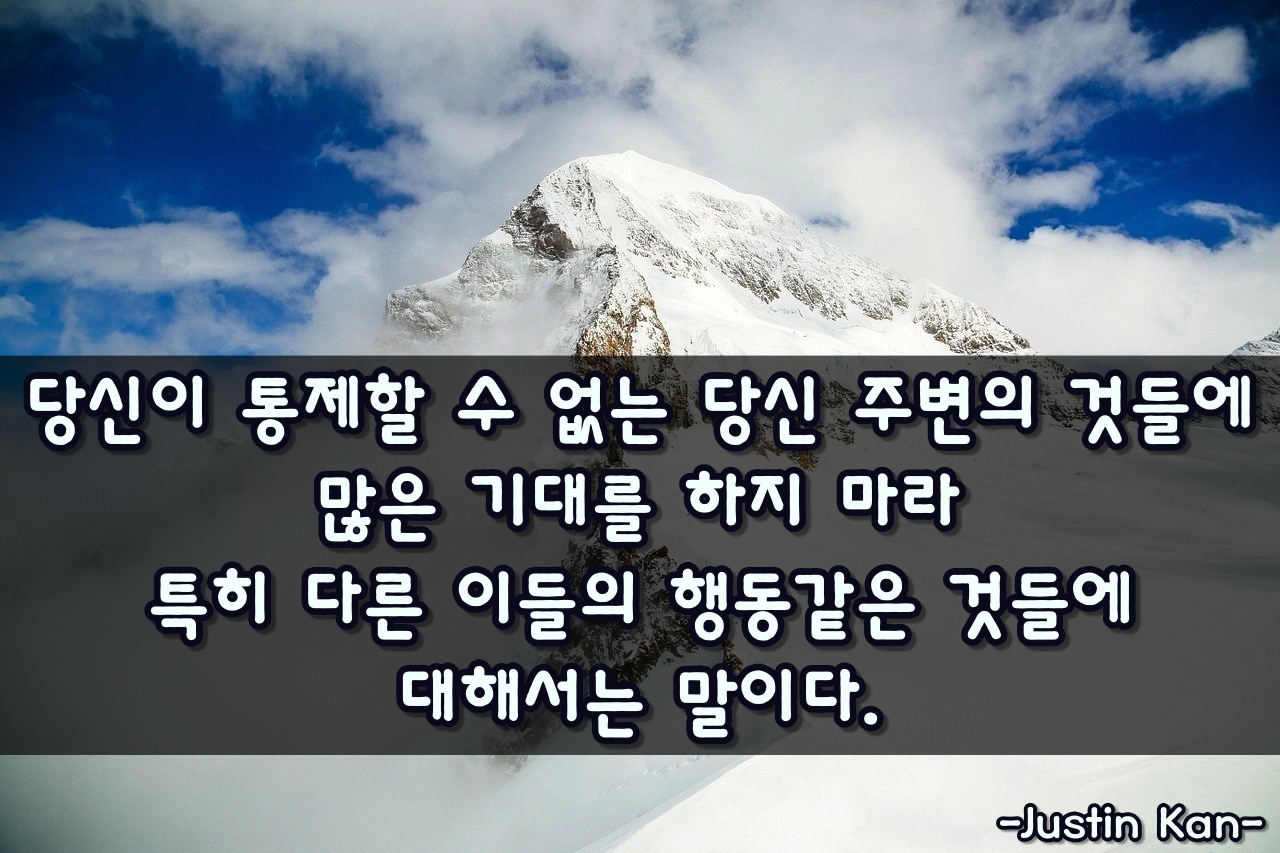 당신이 통제할 수 없는 당신 주변의 것들에
많은 기대를 하지 마라
특히 다른 이들의 행동같은 것들에
대해서는 말이다.
-Justin Kan-